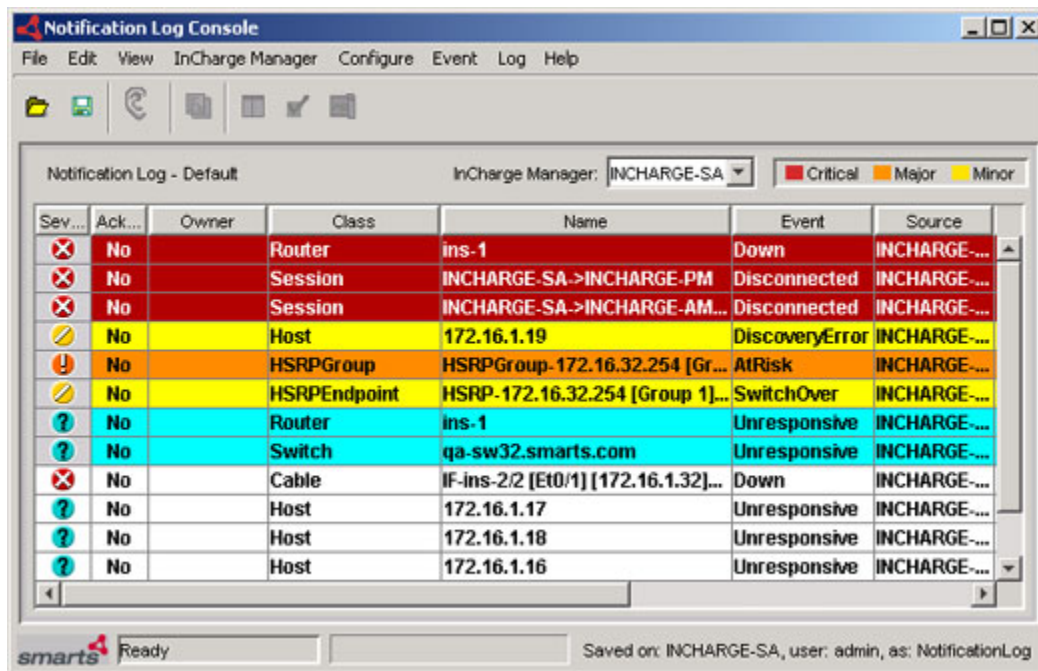 Notification Log Console
File Edit View InCharge Manager Configure Event Log Help
Notification Log - Default InCharge Manager: INCHARGE-SA Critical Major Minor
Sev... Ack... Owner Class Name Event Source
No Router ins-1 Down INCHARGE-...
No Session INCHARGE-SA->INCHARGE-PM Disconnected INCHARGE-...
No Session INCHARGE-SA->INCHARGE-AM... Disconnected INCHARGE-...
No Host 172.16.1.19 DiscoveryError INCHARGE-...
No HSRPGroup HSRPGroup-172.16.32.254 [Gr... AtRisk INCHARGE-...
No HSRPEndpoint HSRP-172.16.32.254 [Group 1]... SwitchOver INCHARGE-...
? No Router ins-1 Unresponsive INCHARGE-...
? No Switch qa-sw32.smarts.com Unresponsive INCHARGE-...
No Cable IF-ins-2/2 [Et0/1] [172.16.1.32]... Down INCHARGE-...
? No Host 172.16.1.17 Unresponsive INCHARGE-...
? No Host 172.16.1.18 Unresponsive INCHARGE-...
? No Host 172.16.1.16 Unresponsive INCHARGE-...
smarts Ready Saved on: INCHARGE-SA, user: admin, as: NotificationLog